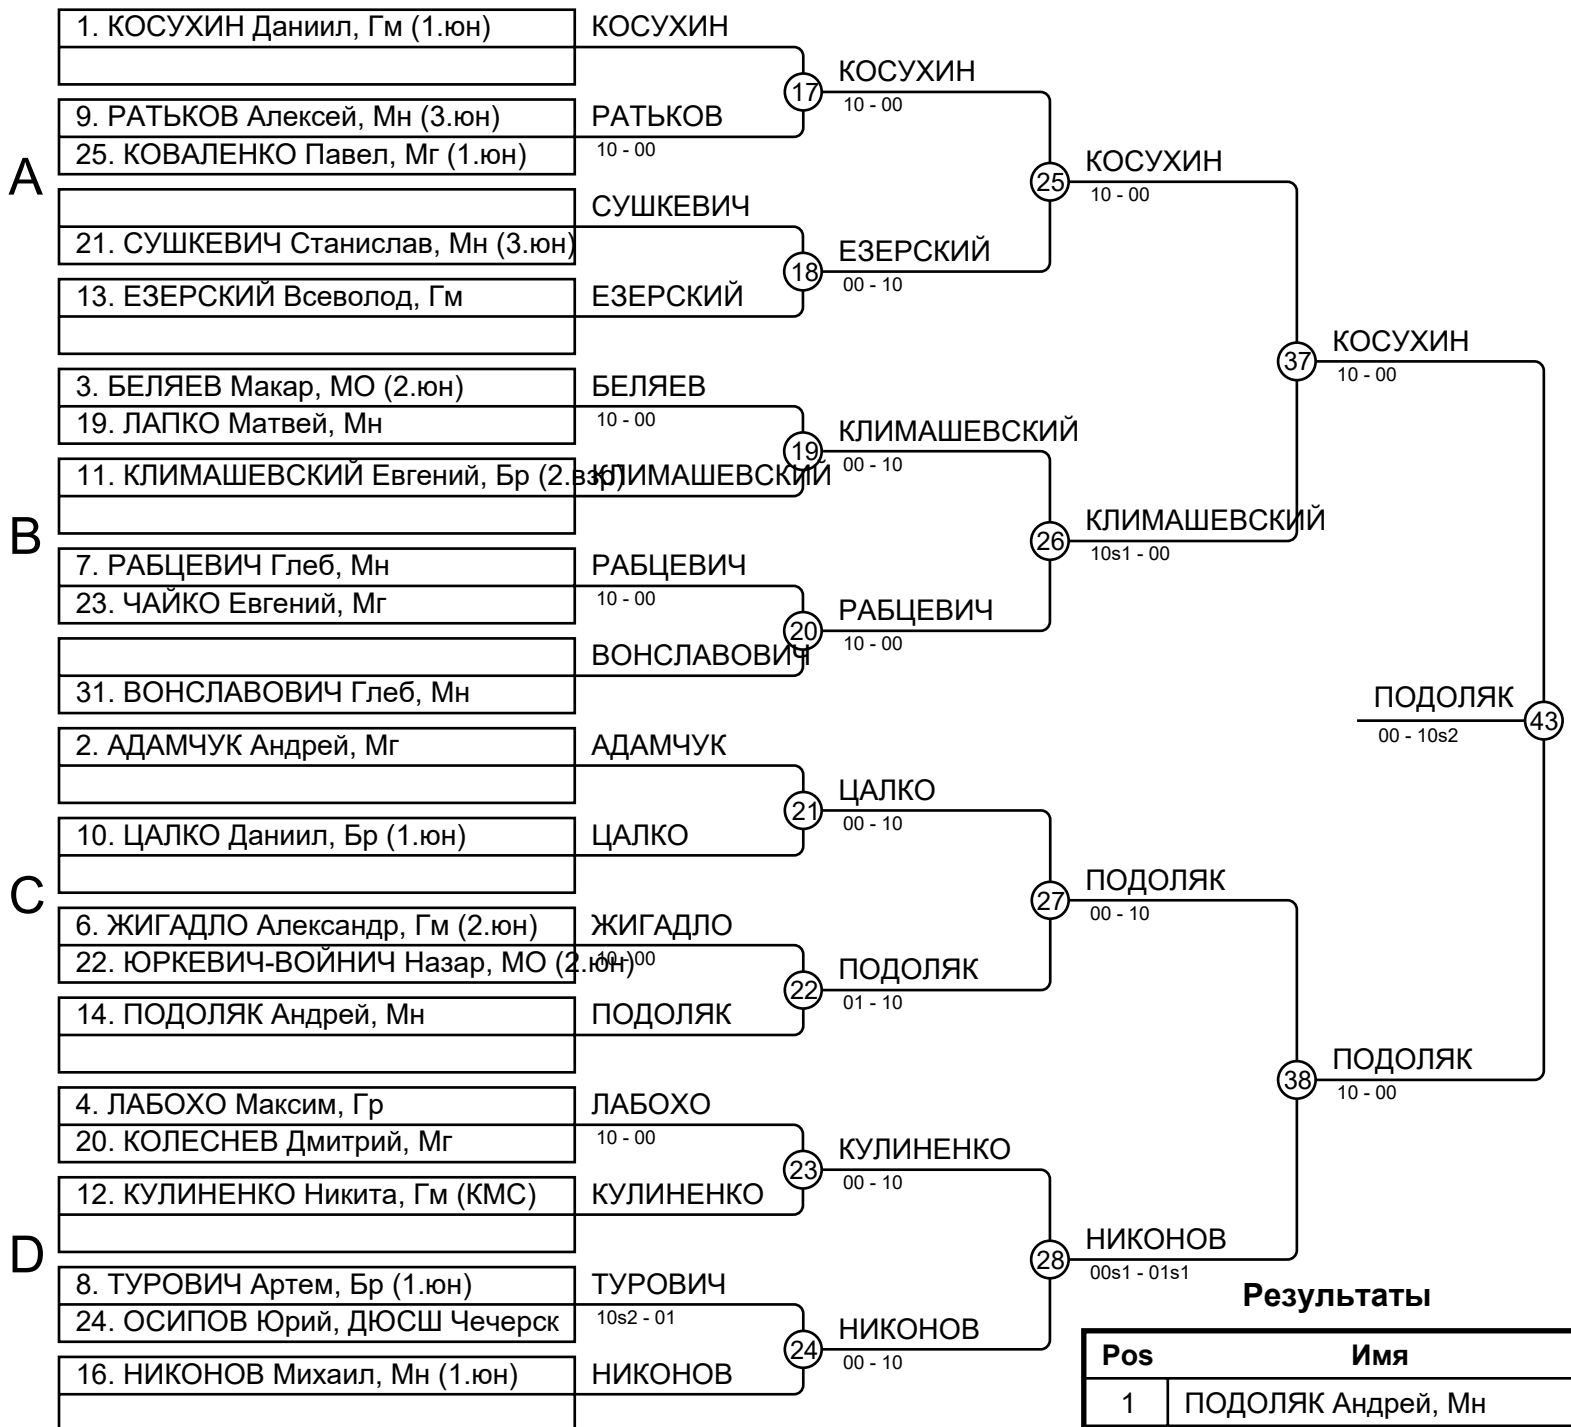 1. КОСУХИН Даниил, Гм (1.юн)
КОСУХИН
17
КОСУХИН
10 - 00
9. РАТЬКОВ Алексей, Мн (3.юн)
РАТЬКОВ
10 - 00
25. КОВАЛЕНКО Павел, Мг (1.юн)
A
25
КОСУХИН
10 - 00
СУШКЕВИЧ
21. СУШКЕВИЧ Станислав, Мн (3.юн)
18
ЕЗЕРСКИЙ
00 - 10
13. ЕЗЕРСКИЙ Всеволод, Гм
ЕЗЕРСКИЙ
37
КОСУХИН
10 - 00
3. БЕЛЯЕВ Макар, МО (2.юн)
БЕЛЯЕВ
10 - 00
19. ЛАПКО Матвей, Мн
19
КЛИМАШЕВСКИЙ
00 - 10
11. КЛИМАШЕВСКИЙ Евгений, Бр (2.взр)
КЛИМАШЕВСКИЙ
B
26
КЛИМАШЕВСКИЙ
10s1 - 00
7. РАБЦЕВИЧ Глеб, Мн
РАБЦЕВИЧ
10 - 00
23. ЧАЙКО Евгений, Мг
20
РАБЦЕВИЧ
10 - 00
ВОНСЛАВОВИЧ
31. ВОНСЛАВОВИЧ Глеб, Мн
ПОДОЛЯК
43
00 - 10s2
2. АДАМЧУК Андрей, Мг
АДАМЧУК
21
ЦАЛКО
00 - 10
10. ЦАЛКО Даниил, Бр (1.юн)
ЦАЛКО
C
27
ПОДОЛЯК
00 - 10
6. ЖИГАДЛО Александр, Гм (2.юн)
ЖИГАДЛО
10 - 00
22. ЮРКЕВИЧ-ВОЙНИЧ Назар, МО (2.юн)
22
ПОДОЛЯК
01 - 10
14. ПОДОЛЯК Андрей, Мн
ПОДОЛЯК
38
ПОДОЛЯК
10 - 00
4. ЛАБОХО Максим, Гр
ЛАБОХО
10 - 00
20. КОЛЕСНЕВ Дмитрий, Мг
23
КУЛИНЕНКО
00 - 10
12. КУЛИНЕНКО Никита, Гм (КМС)
КУЛИНЕНКО
D
28
НИКОНОВ
00s1 - 01s1
8. ТУРОВИЧ Артем, Бр (1.юн)
ТУРОВИЧ
10s2 - 01
24. ОСИПОВ Юрий, ДЮСШ Чечерск
24
НИКОНОВ
00 - 10
16. НИКОНОВ Михаил, Мн (1.юн)
НИКОНОВ
Результаты
Pos Имя
1 ПОДОЛЯК Андрей, Мн